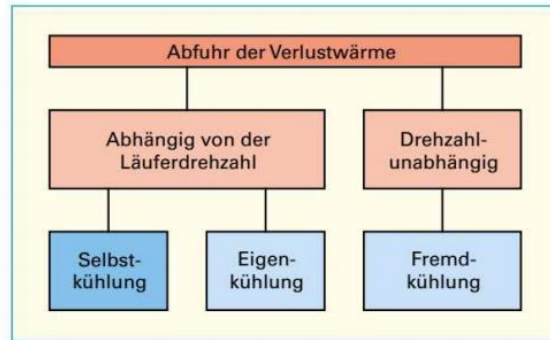 Abfuhr der Verlustwärme
Abhängig von der
Läuferdrehzahl
Drehzahl-
unabhängig
Selbst-
kühlung
Eigen-
kühlung
Fremd-
kühlung